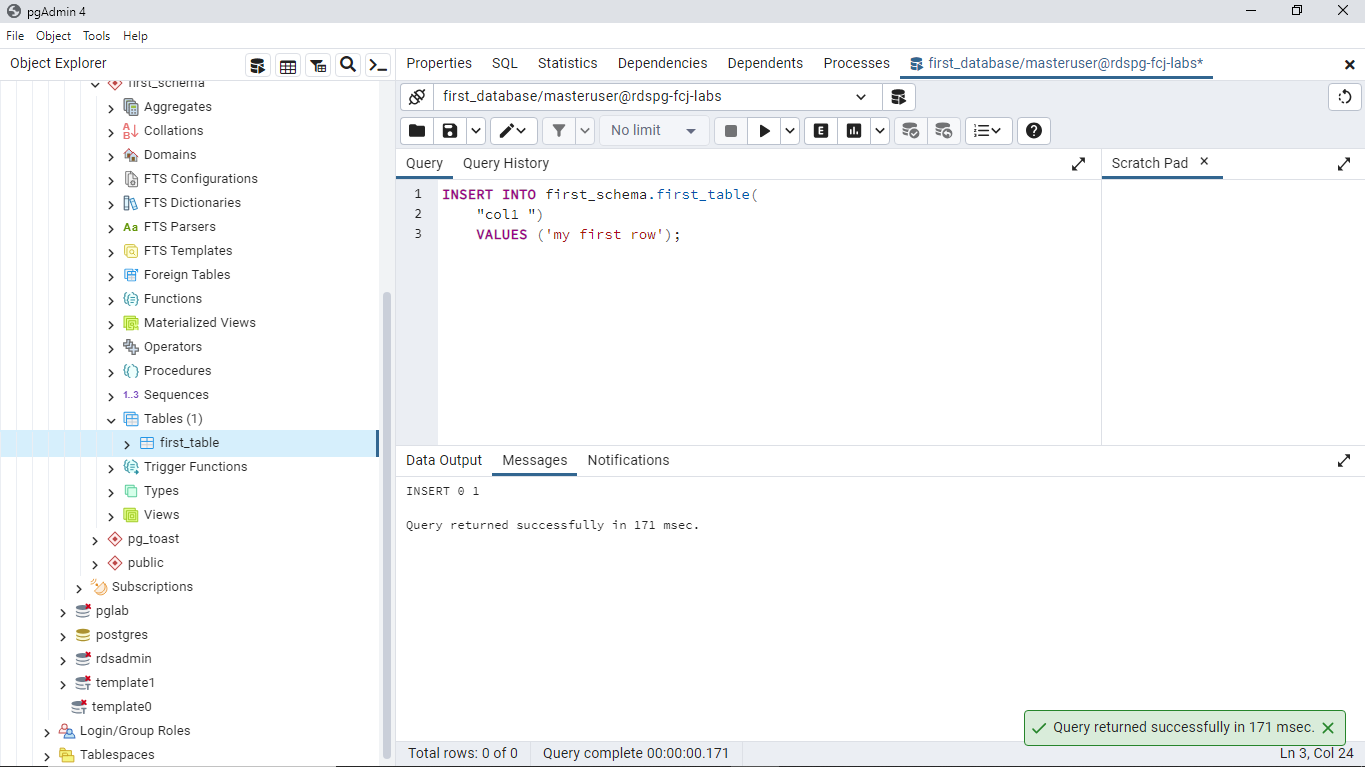 pgAdmin 4
File Object Tools Help
Object Explorer
first_schema
Aggregates
Collations
Domains
FTS Configurations
FTS Dictionaries
Aa FTS Parsers
FTS Templates
Foreign Tables
Functions
Materialized Views
Operators
Procedures
1..3 Sequences
Tables (1)
first_table
Trigger Functions
Types
Views
pg_toast
public
Subscriptions
pglab
postgres
rdsadmin
template1
template0
Login/Group Roles
Tablespaces
Properties SQL Statistics Dependencies Dependents Processes first_database/masteruser@rdspg-fcj-labs*
first_database/masteruser@rdspg-fcj-labs
No limit E
Query Query History Scratch Pad
1 INSERT INTO first_schema.first_table(
2 "col1 ")
3 VALUES ('my first row');
Data Output Messages Notifications
INSERT 0 1
Query returned successfully in 171 msec.
Query returned successfully in 171 msec.
Total rows: 0 of 0 Query complete 00:00:00.171 Ln 3, Col 24